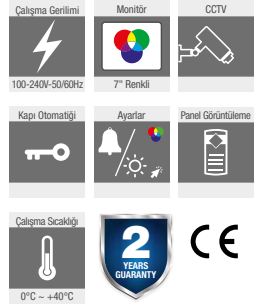 Çalışma Gerilimi
Monitör
CCTV
100-240V-50/60Hz
7" Renkli
Kapı Otomatiği
Ayarlar
Panel Görüntüleme
Çalışma Sıcaklığı
0°C ~ +40°C
2
YEARS
GUARANTY
CE